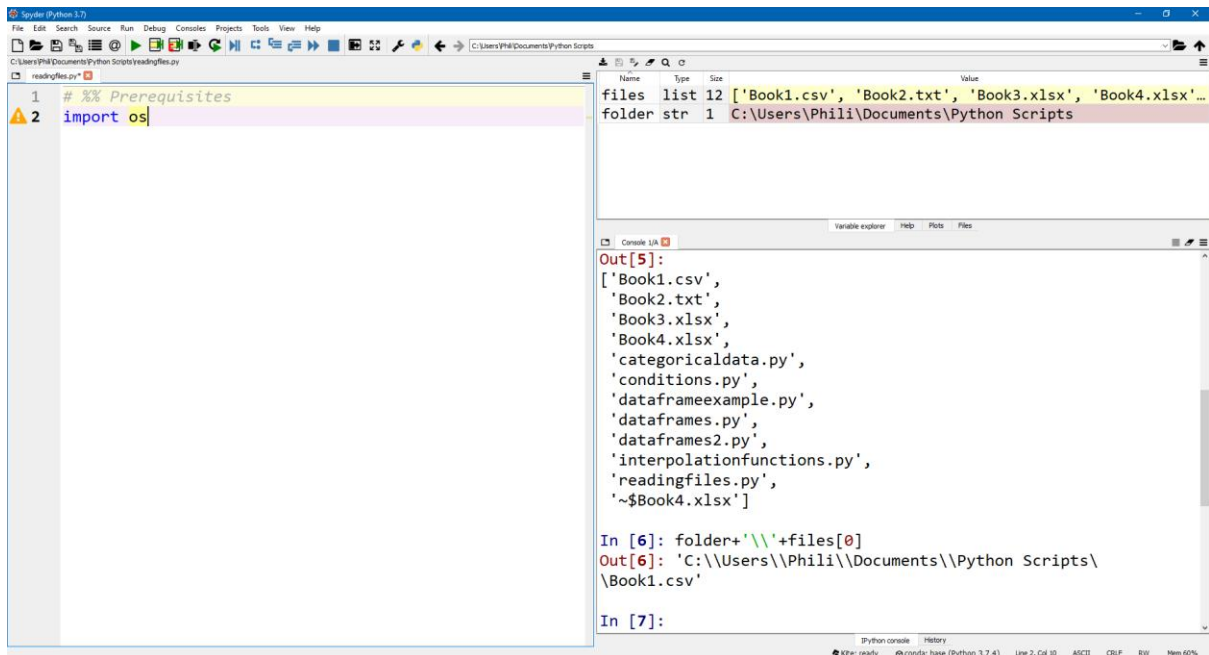 Spyder (Python 3.7)
File Edit Search Source Run Debug Consoles Projects Tools View Help
C:\Users\Phili\Documents\Python Scripts
C:\Users\Phili\Documents\Python Scripts\readingfiles.py
readingfiles.py*
1 # %% Prerequisites
2 import os
Name Type Size Value
files list 12 ['Book1.csv', 'Book2.txt', 'Book3.xlsx', 'Book4.xlsx'…
folder str 1 C:\Users\Phili\Documents\Python Scripts
Variable explorer Help Plots Files
Console 1/A
Out[5]:
['Book1.csv',
'Book2.txt',
'Book3.xlsx',
'Book4.xlsx',
'categoricaldata.py',
'conditions.py',
'dataframeexample.py',
'dataframes.py',
'dataframes2.py',
'interpolationfunctions.py',
'readingfiles.py',
'~$Book4.xlsx']
In [6]: folder+'\\'+files[0]
Out[6]: 'C:\\Users\\Phili\\Documents\\Python Scripts\
\Book1.csv'
In [7]:
IPython console History
Kite: ready conda: base (Python 3.7.4) Line 2, Col 10 ASCII CRLF RW Mem 60%